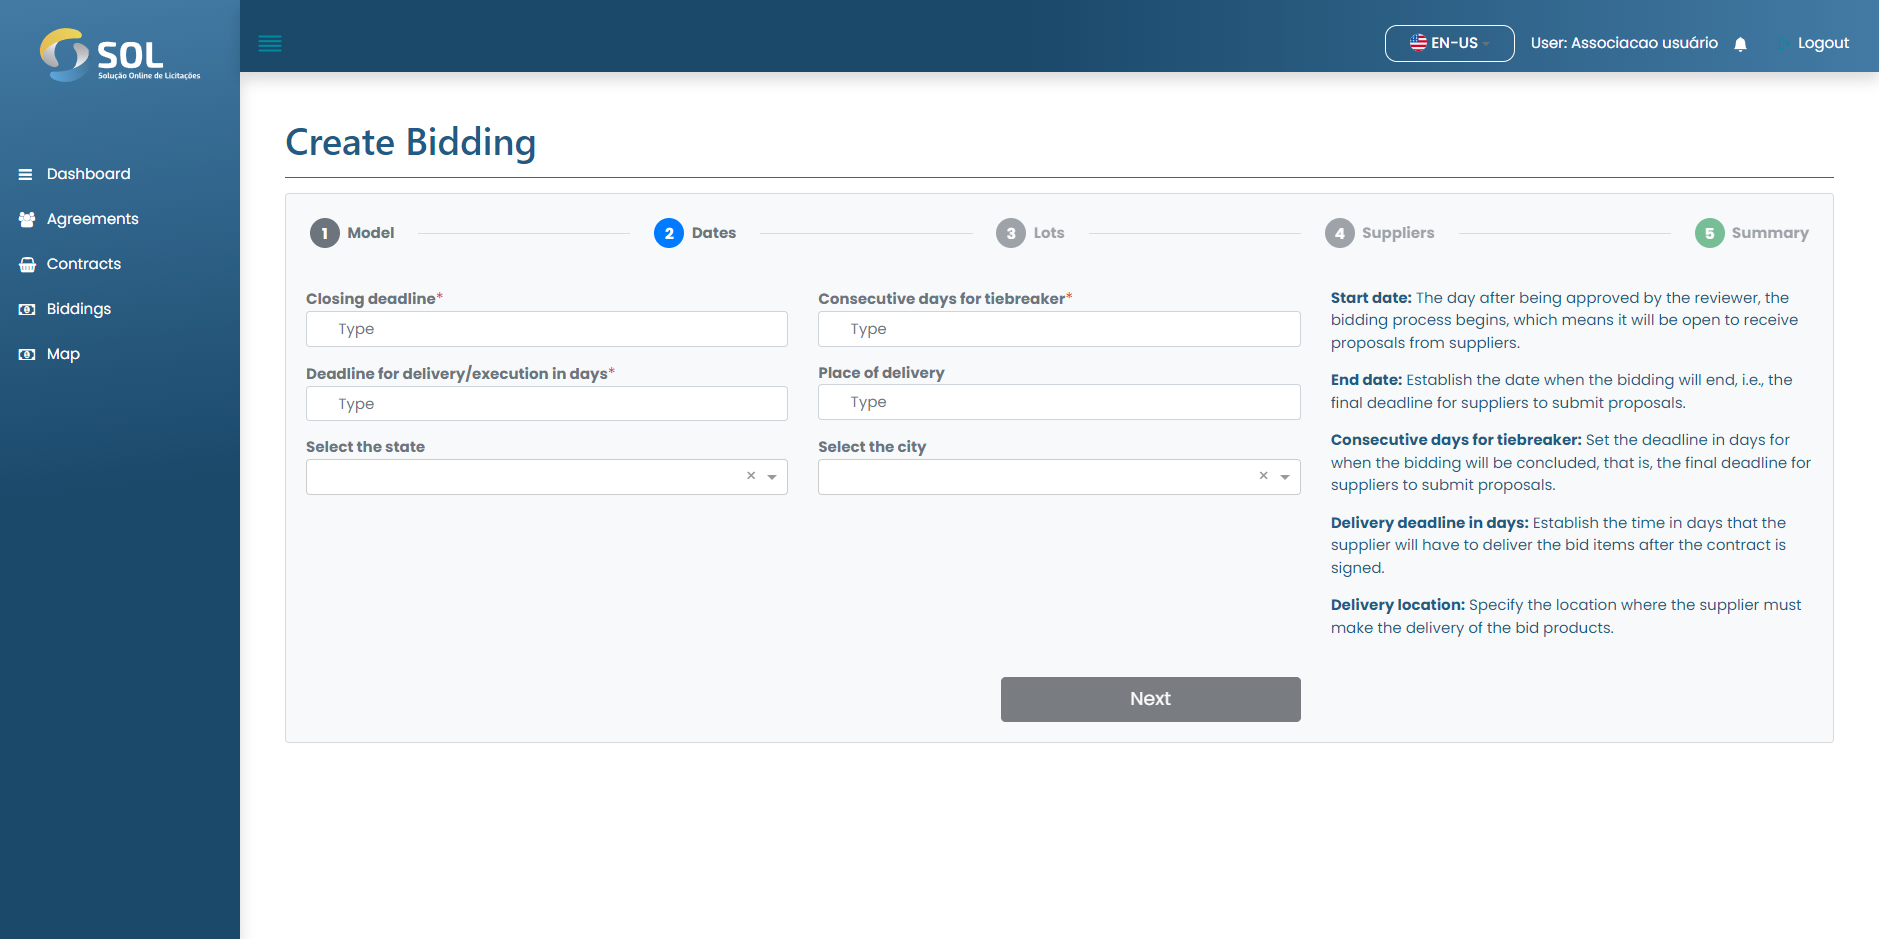 SOL
Solução Online de Licitações
EN-US
User: Associacao usuário
Logout
Dashboard
Agreements
Contracts
Biddings
Map
Create Bidding
1 Model
2 Dates
3 Lots
4 Suppliers
5 Summary
Closing deadline*
Type
Consecutive days for tiebreaker*
Type
Deadline for delivery/execution in days*
Type
Place of delivery
Type
Select the state
×
Select the city
×
Start date: The day after being approved by the reviewer, the
bidding process begins, which means it will be open to receive
proposals from suppliers.
End date: Establish the date when the bidding will end, i.e., the
final deadline for suppliers to submit proposals.
Consecutive days for tiebreaker: Set the deadline in days for
when the bidding will be concluded, that is, the final deadline for
suppliers to submit proposals.
Delivery deadline in days: Establish the time in days that the
supplier will have to deliver the bid items after the contract is
signed.
Delivery location: Specify the location where the supplier must
make the delivery of the bid products.
Next